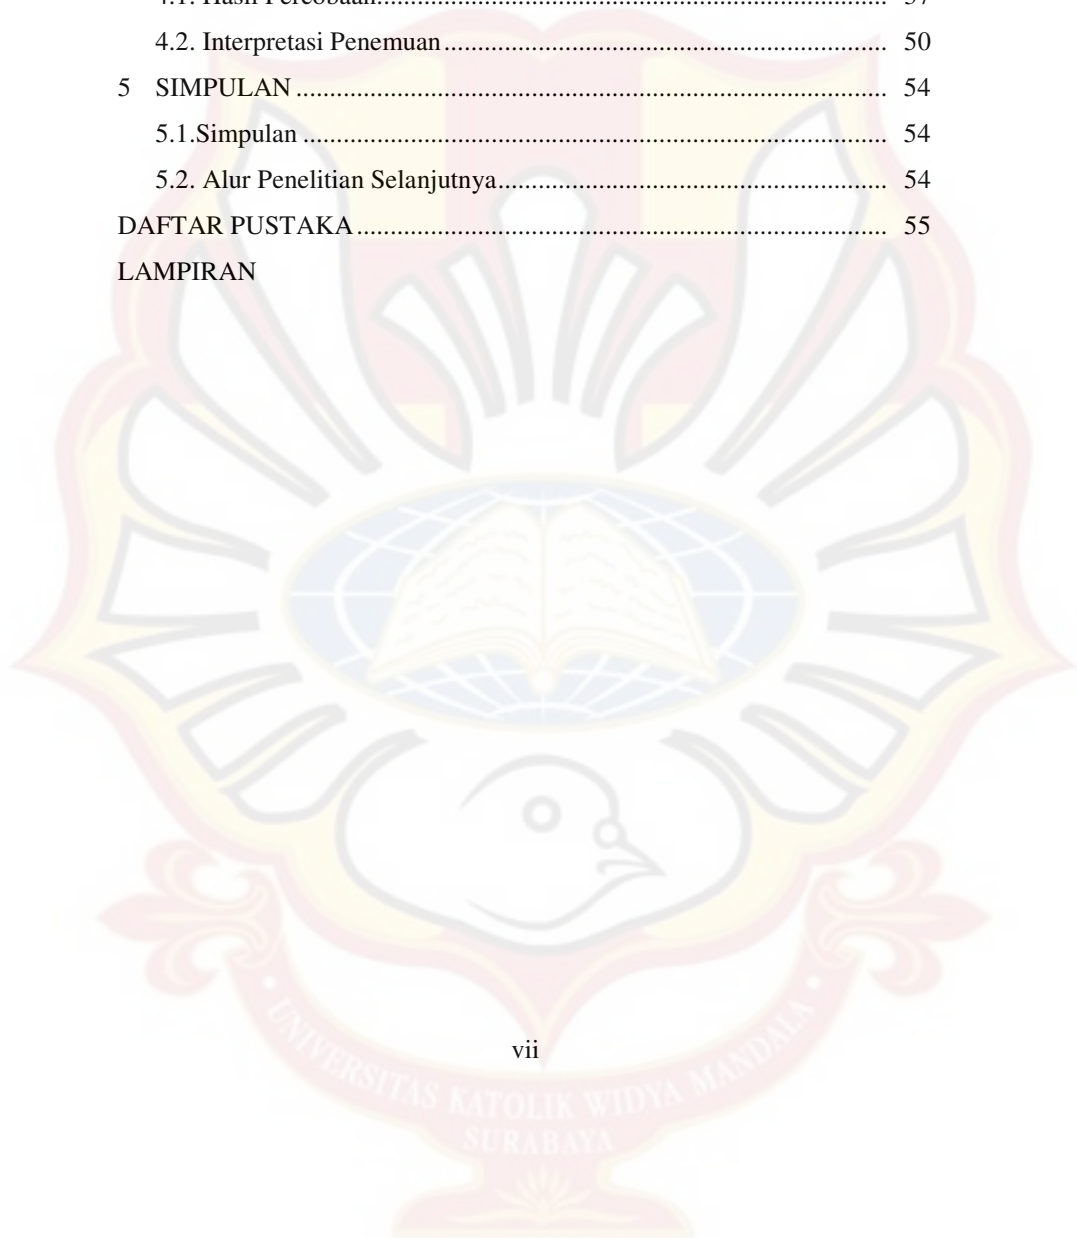 4.2. Interpretasi Penemuan ................................................................. 50
5 SIMPULAN ........................................................................................ 54
5.1.Simpulan ....................................................................................... 54
5.2. Alur Penelitian Selanjutnya.......................................................... 54
DAFTAR PUSTAKA ............................................................................... 55
LAMPIRAN
vii
UNIVERSITAS KATOLIK WIDYA MANDALA
SURABAYA